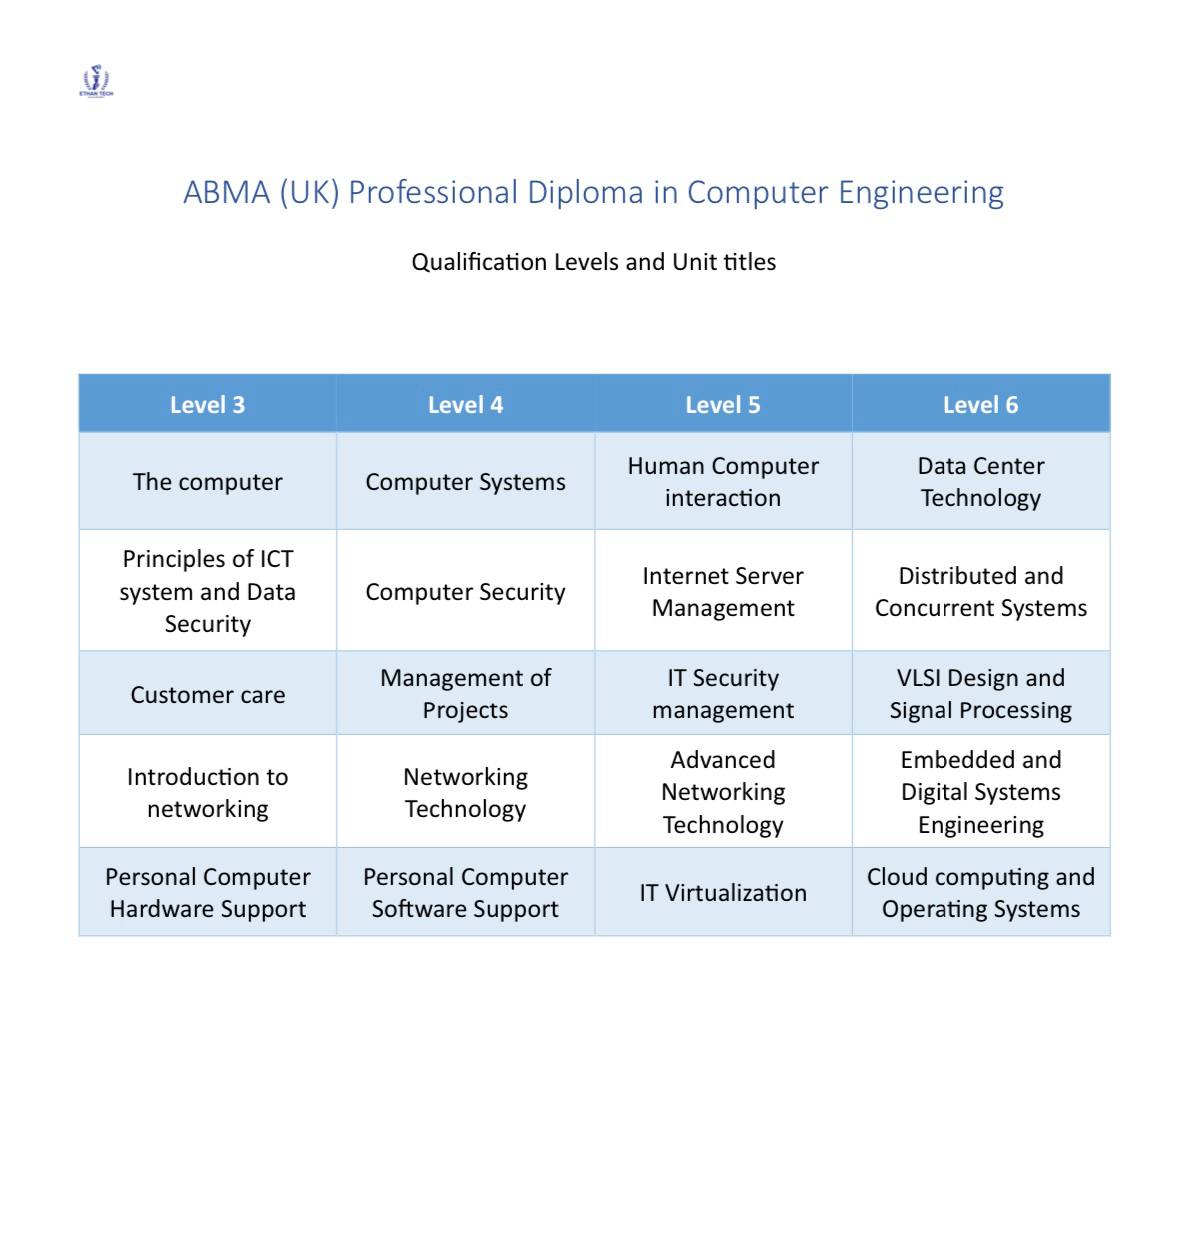 ETHAN TECH
ABMA (UK) Professional Diploma in Computer Engineering
Qualification Levels and Unit titles
Level 3 Level 4 Level 5 Level 6
The computer
Computer Systems
Human Computer
interaction
Data Center
Technology
Principles of ICT
system and Data
Security
Computer Security
Internet Server
Management
Distributed and
Concurrent Systems
Customer care
Management of
Projects
IT Security
management
VLSI Design and
Signal Processing
Introduction to
networking
Networking
Technology
Advanced
Networking
Technology
Embedded and
Digital Systems
Engineering
Personal Computer
Hardware Support
Personal Computer
Software Support
IT Virtualization
Cloud computing and
Operating Systems